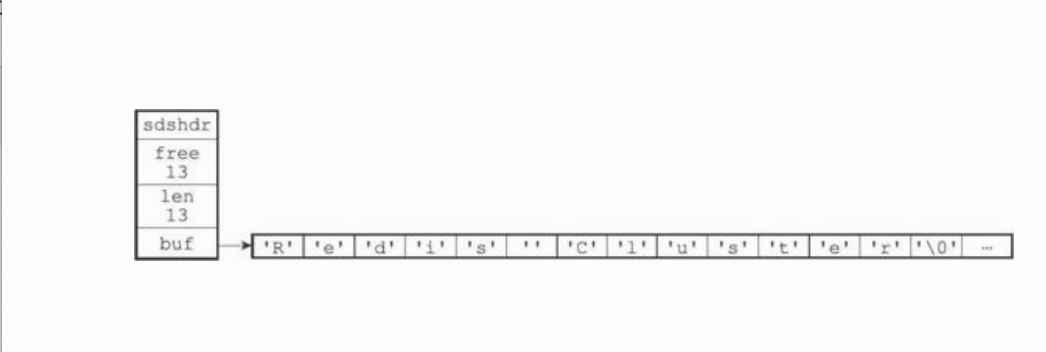 sdshdr
free
13
len
13
buf
'R' 'e' 'd' 'i' 's' '' 'C' 'l' 'u' 's' 't' 'e' 'r' '\0' …